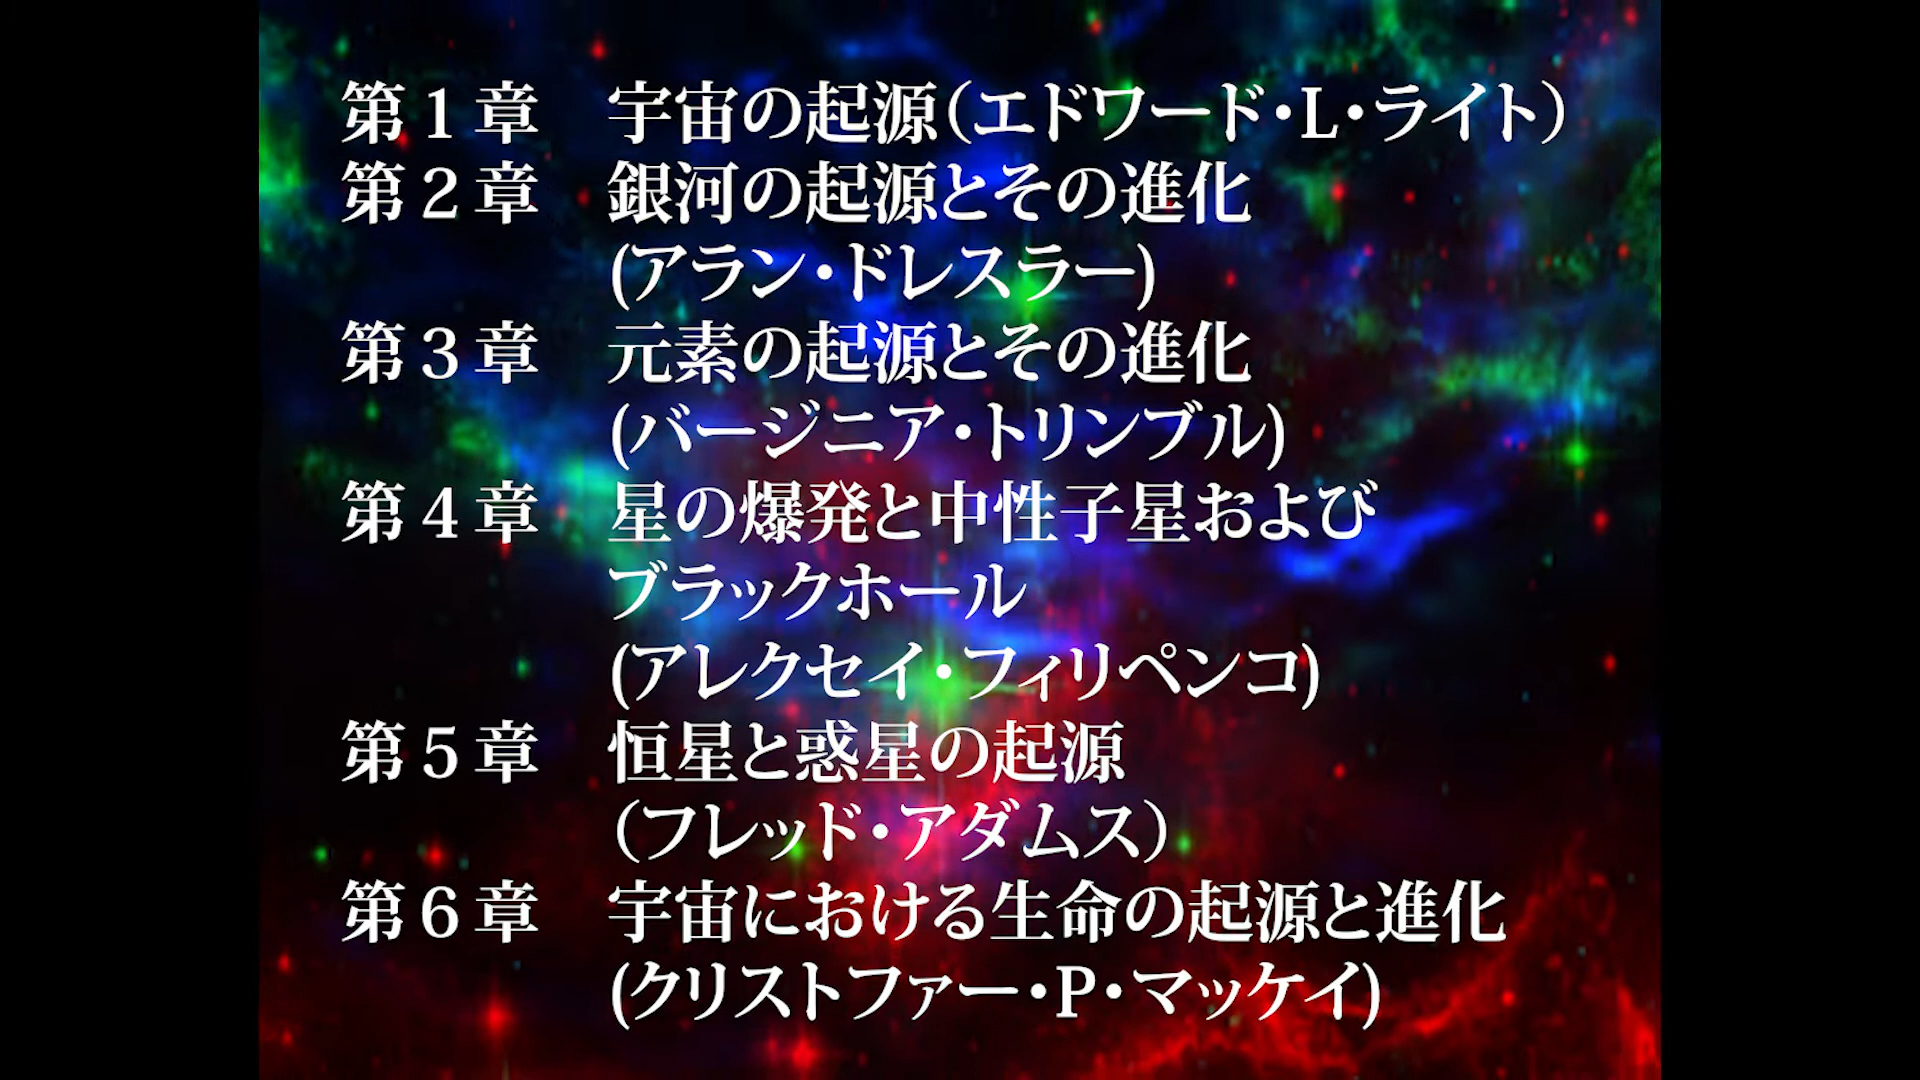 第1章　宇宙の起源(エドワード・L・ライト)
第2章　銀河の起源とその進化
(アラン・ドレスラー)
第3章　元素の起源とその進化
(バージニア・トリンブル)
第4章　星の爆発と中性子星および
ブラックホール
(アレクセイ・フィリペンコ)
第5章　恒星と惑星の起源
(フレッド・アダムス)
第6章　宇宙における生命の起源と進化
(クリストファー・P・マッケイ)